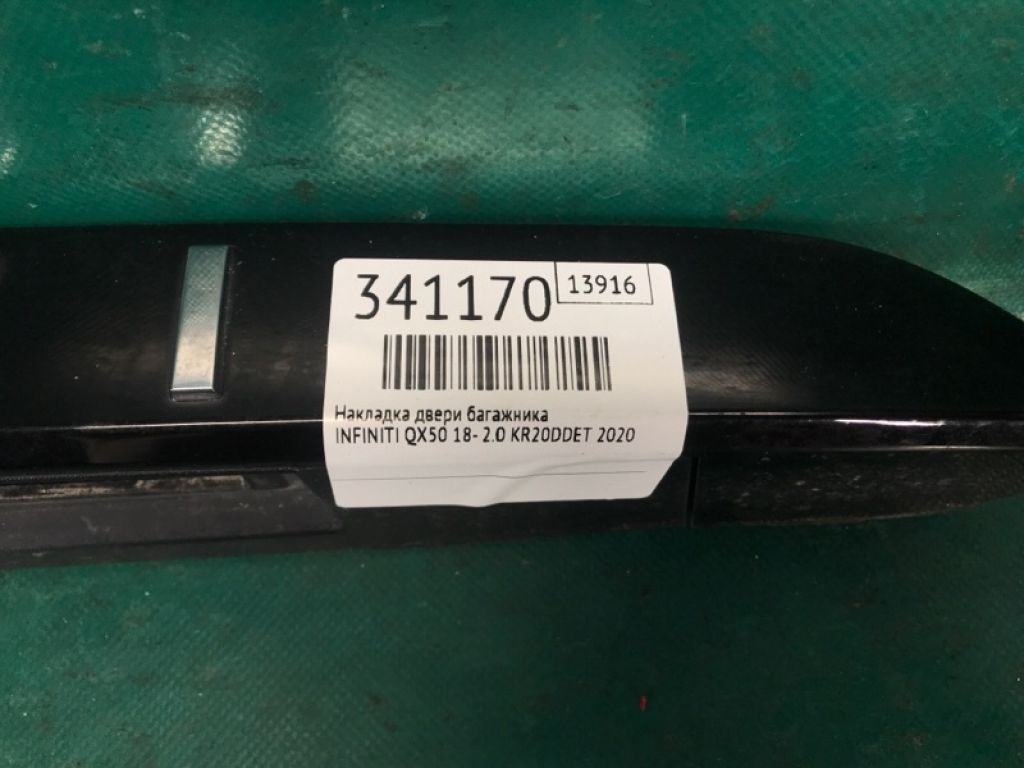 341170
13916
Накладка двери багажника
INFINITI QX50 18- 2.0 KR20DDET 2020